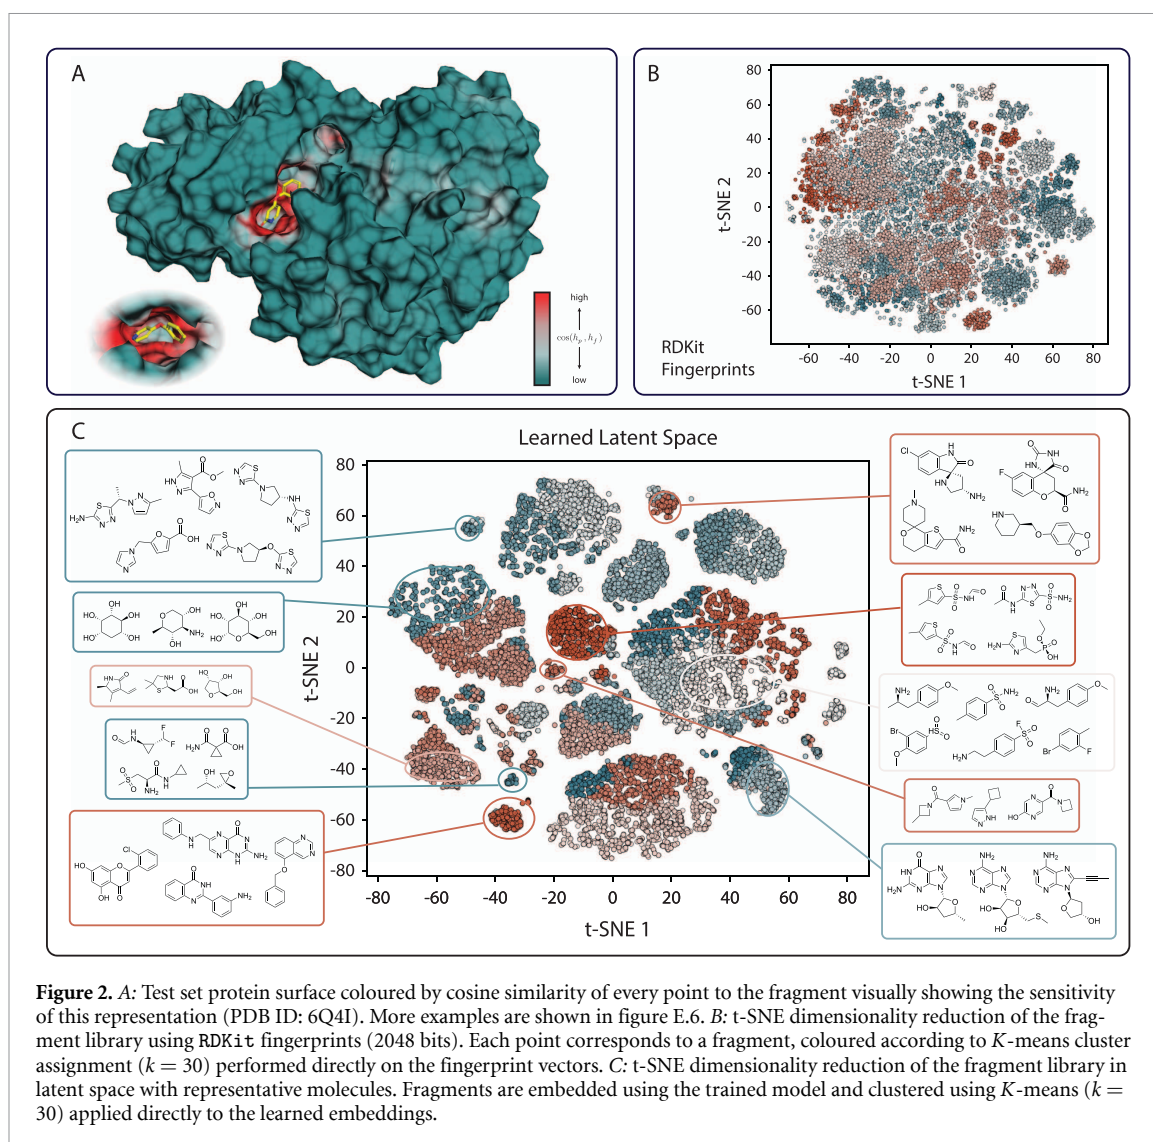 A
high
cos(h_p, h_f)
low
B
80
60
40
20
0
-20
-40
-60
t-SNE 2
-60 -40 -20 0 20 40 60 80
t-SNE 1
RDKit
Fingerprints
C
Learned Latent Space
80
60
40
20
0
-20
-40
-60
-80
t-SNE 2
-80 -60 -40 -20 0 20 40 60 80
t-SNE 1
Figure 2. A: Test set protein surface coloured by cosine similarity of every point to the fragment visually showing the sensitivity
of this representation (PDB ID: 6Q4I). More examples are shown in figure E.6. B: t-SNE dimensionality reduction of the frag-
ment library using RDKit fingerprints (2048 bits). Each point corresponds to a fragment, coloured according to K-means cluster
assignment (k = 30) performed directly on the fingerprint vectors. C: t-SNE dimensionality reduction of the fragment library in
latent space with representative molecules. Fragments are embedded using the trained model and clustered using K-means (k =
30) applied directly to the learned embeddings.